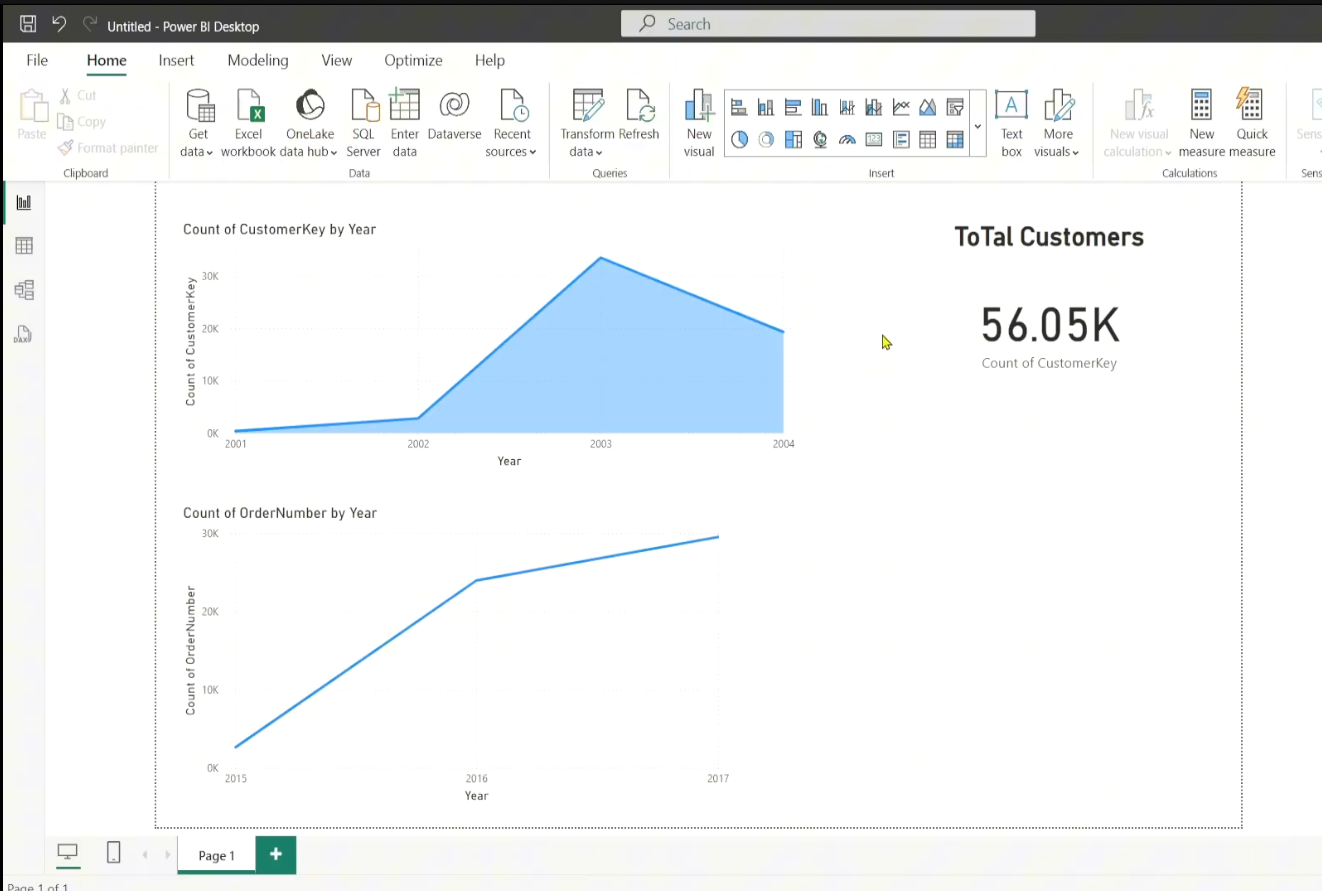 Untitled - Power BI Desktop
Search
File Home Insert Modeling View Optimize Help
Paste
Cut
Copy
Format painter
Clipboard
Get data
Excel workbook
OneLake data hub
SQL Server
Enter data
Dataverse
Recent sources
Data
Transform data
Refresh
Queries
New visual
Insert
A
Text box
More visuals
New visual calculation
New measure
Quick measure
Calculations
Sens
Sens
DAX
Count of CustomerKey by Year
Count of CustomerKey
30K
20K
10K
0K
2001 2002 2003 2004
Year
ToTal Customers
56.05K
Count of CustomerKey
Count of OrderNumber by Year
Count of OrderNumber
30K
20K
10K
0K
2015 2016 2017
Year
Page 1
Page 1 of 1